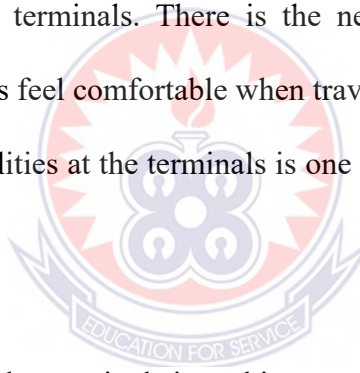 terminals. There is the ne
s feel comfortable when trav
lities at the terminals is one
EDUCATION FOR SERVICE